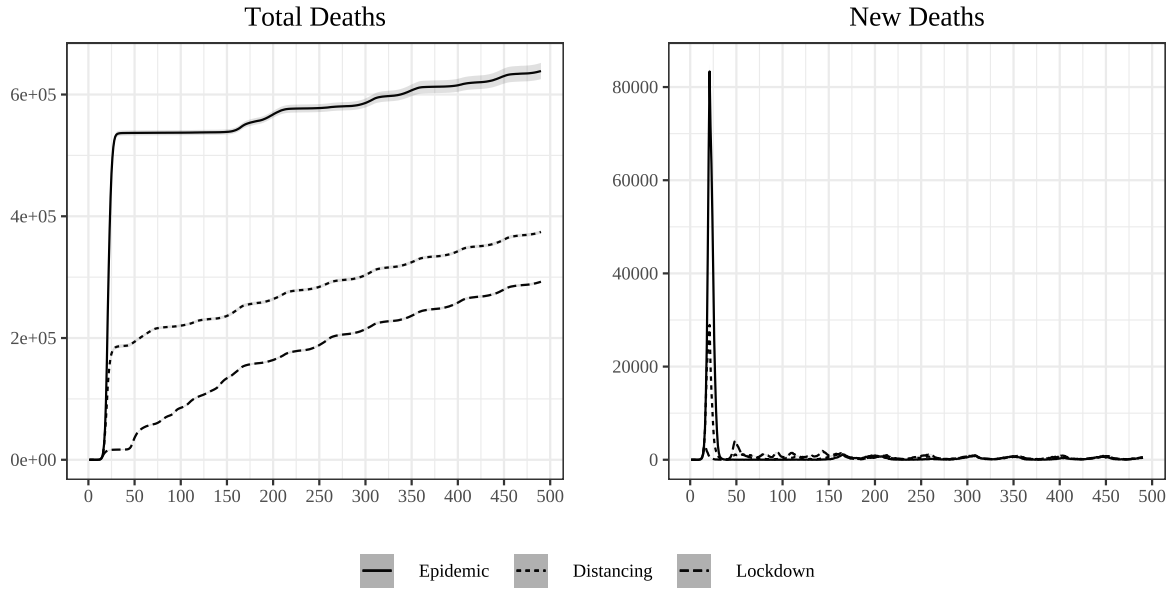 Total Deaths
6e+05
4e+05
2e+05
0e+00
0 50 100 150 200 250 300 350 400 450 500
New Deaths
80000
60000
40000
20000
0
0 50 100 150 200 250 300 350 400 450 500
Epidemic Distancing Lockdown